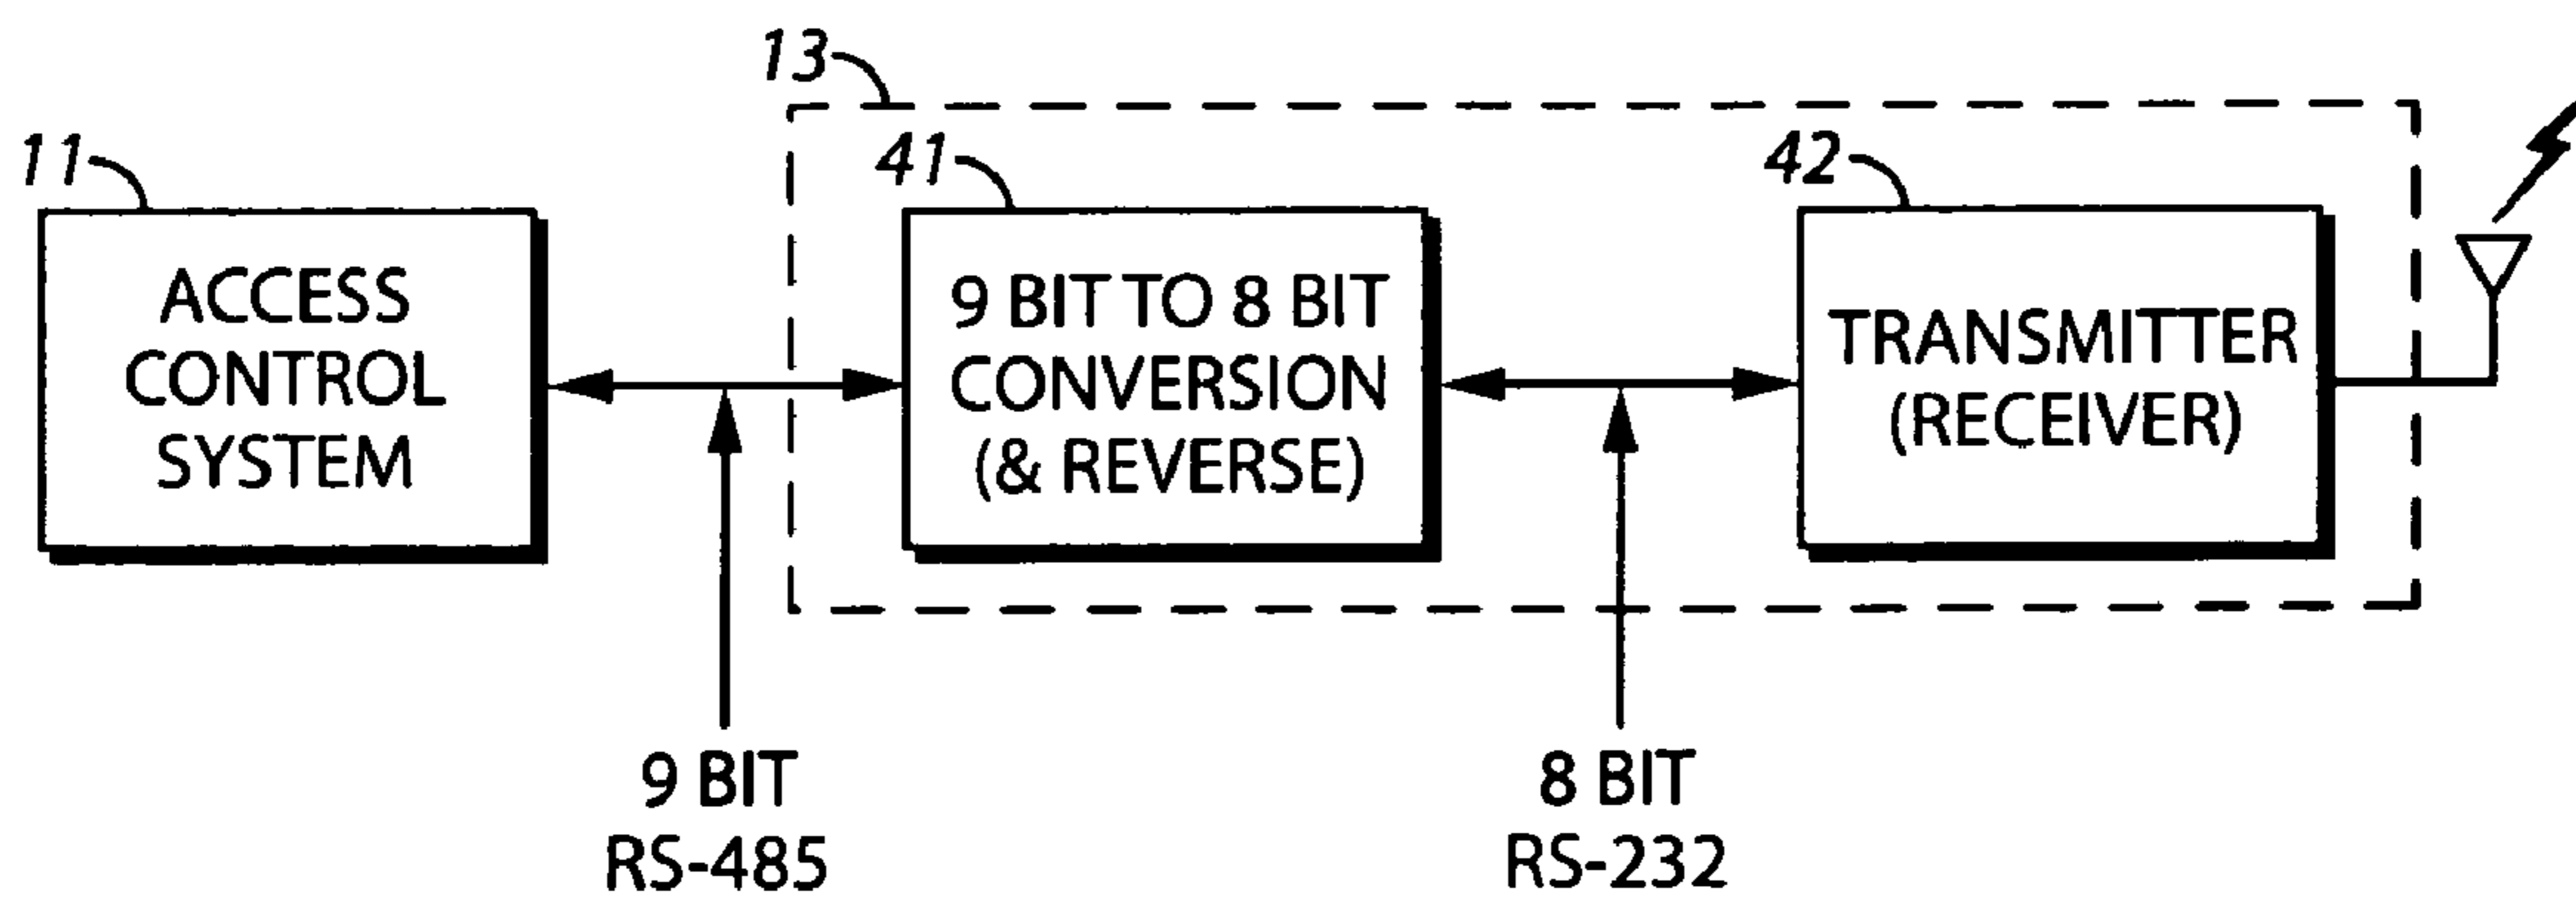 13
11
41
42
ACCESS
CONTROL
SYSTEM
9 BIT TO 8 BIT
CONVERSION
(& REVERSE)
TRANSMITTER
(RECEIVER)
9 BIT
RS-485
8 BIT
RS-232